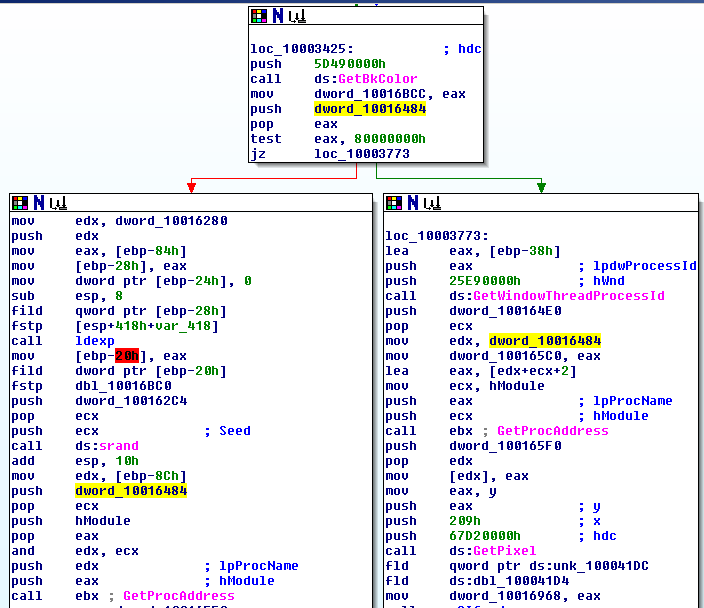 loc_10003425: ; hdc
push 5D490000h
call ds:GetBkColor
mov dword_10016BCC, eax
push dword_10016484
pop eax
test eax, 80000000h
jz loc_10003773
mov edx, dword_10016280
push edx
mov eax, [ebp-84h]
mov [ebp-28h], eax
mov dword ptr [ebp-24h], 0
sub esp, 8
fild qword ptr [ebp-28h]
fstp [esp+418h+var_418]
call ldexp
mov [ebp-20h], eax
fild dword ptr [ebp-20h]
fstp dbl_10016BC0
push dword_100162C4
pop ecx
push ecx ; Seed
call ds:srand
add esp, 10h
mov edx, [ebp-8Ch]
push dword_10016484
pop ecx
push hModule
pop eax
and edx, ecx
push edx ; lpProcName
push eax ; hModule
call ebx ; GetProcAddress
loc_10003773:
lea eax, [ebp-38h]
push eax ; lpdwProcessId
push 25E90000h ; hWnd
call ds:GetWindowThreadProcessId
push dword_100164E0
pop ecx
mov edx, dword_10016484
mov dword_100165C0, eax
lea eax, [edx+ecx+2]
mov ecx, hModule
push eax ; lpProcName
push ecx ; hModule
call ebx ; GetProcAddress
push dword_100165F0
pop edx
mov [edx], eax
mov eax, y
push eax ; y
push 209h ; x
push 67D20000h ; hdc
call ds:GetPixel
fld qword ptr ds:unk_100041DC
fld ds:dbl_100041D4
mov dword_10016968, eax